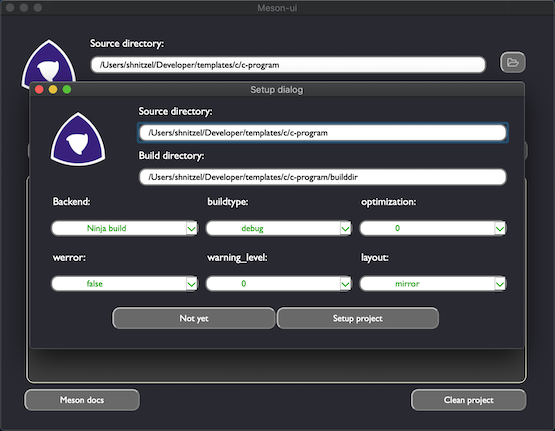 Meson-ui
Source directory:
/Users/shnitzel/Developer/templates/c/c-program
Setup dialog
Source directory:
/Users/shnitzel/Developer/templates/c/c-program
Build directory:
/Users/shnitzel/Developer/templates/c/c-program/builddir
Backend: buildtype: optimization:
Ninja build debug 0
werror: warning_level: layout:
false 0 mirror
Not yet Setup project
Meson docs Clean project